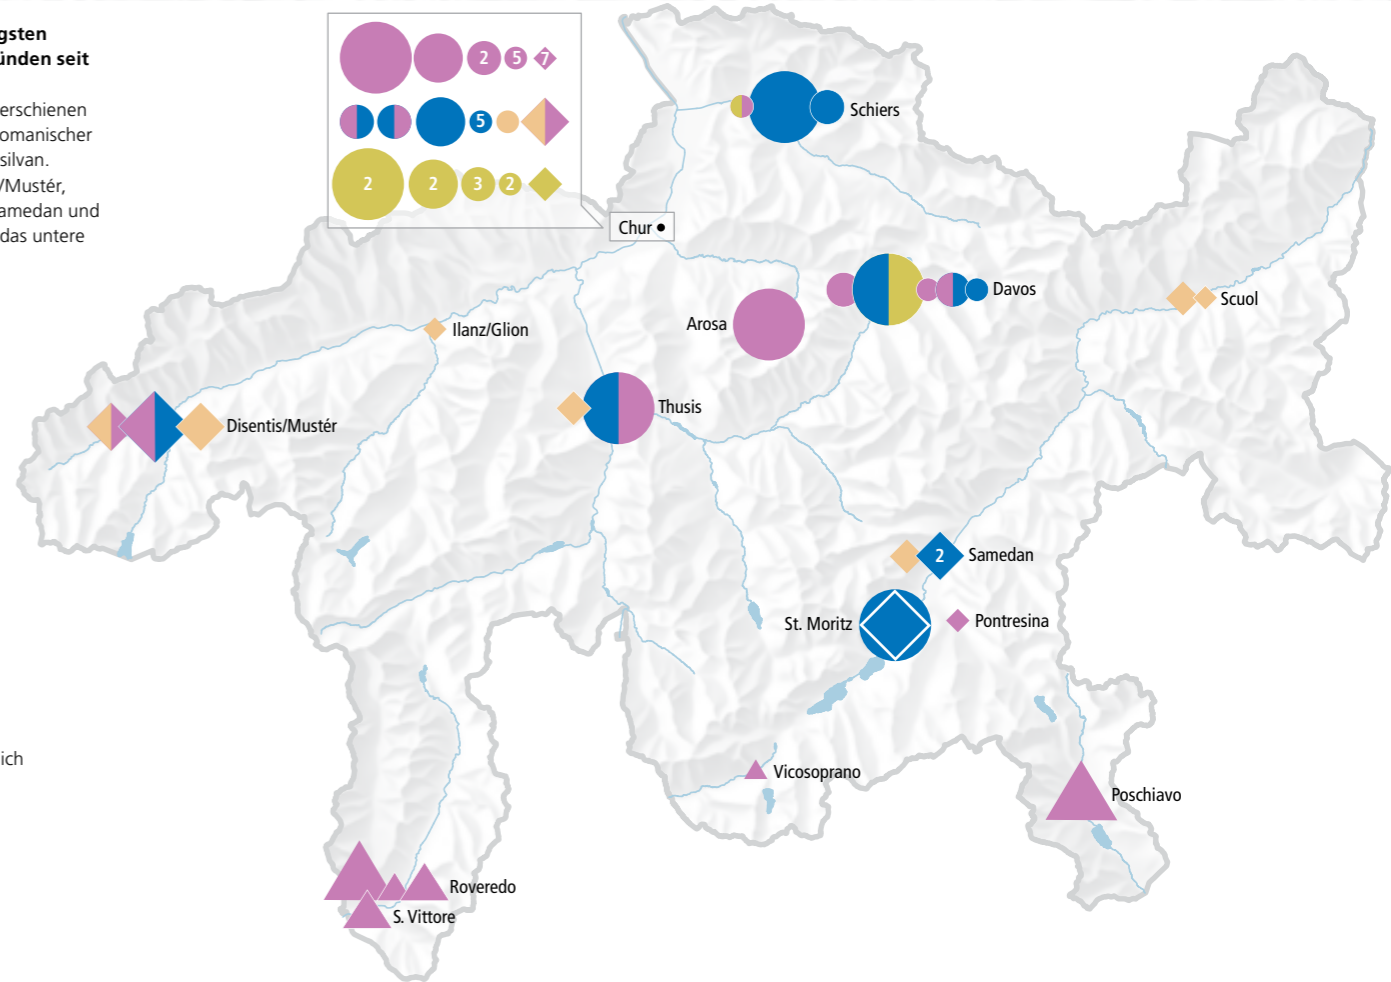 gsten
ünden seit
erschienen
omanischer
silvan.
/Mustér,
amedan und
das untere
2 5 7
5
2 2 3 2
Chur
Schiers
Davos
Scuol
Arosa
Ilanz/Glion
Thusis
Disentis/Mustér
2 Samedan
St. Moritz
Pontresina
ich
Vicosoprano
Poschiavo
Roveredo
S. Vittore